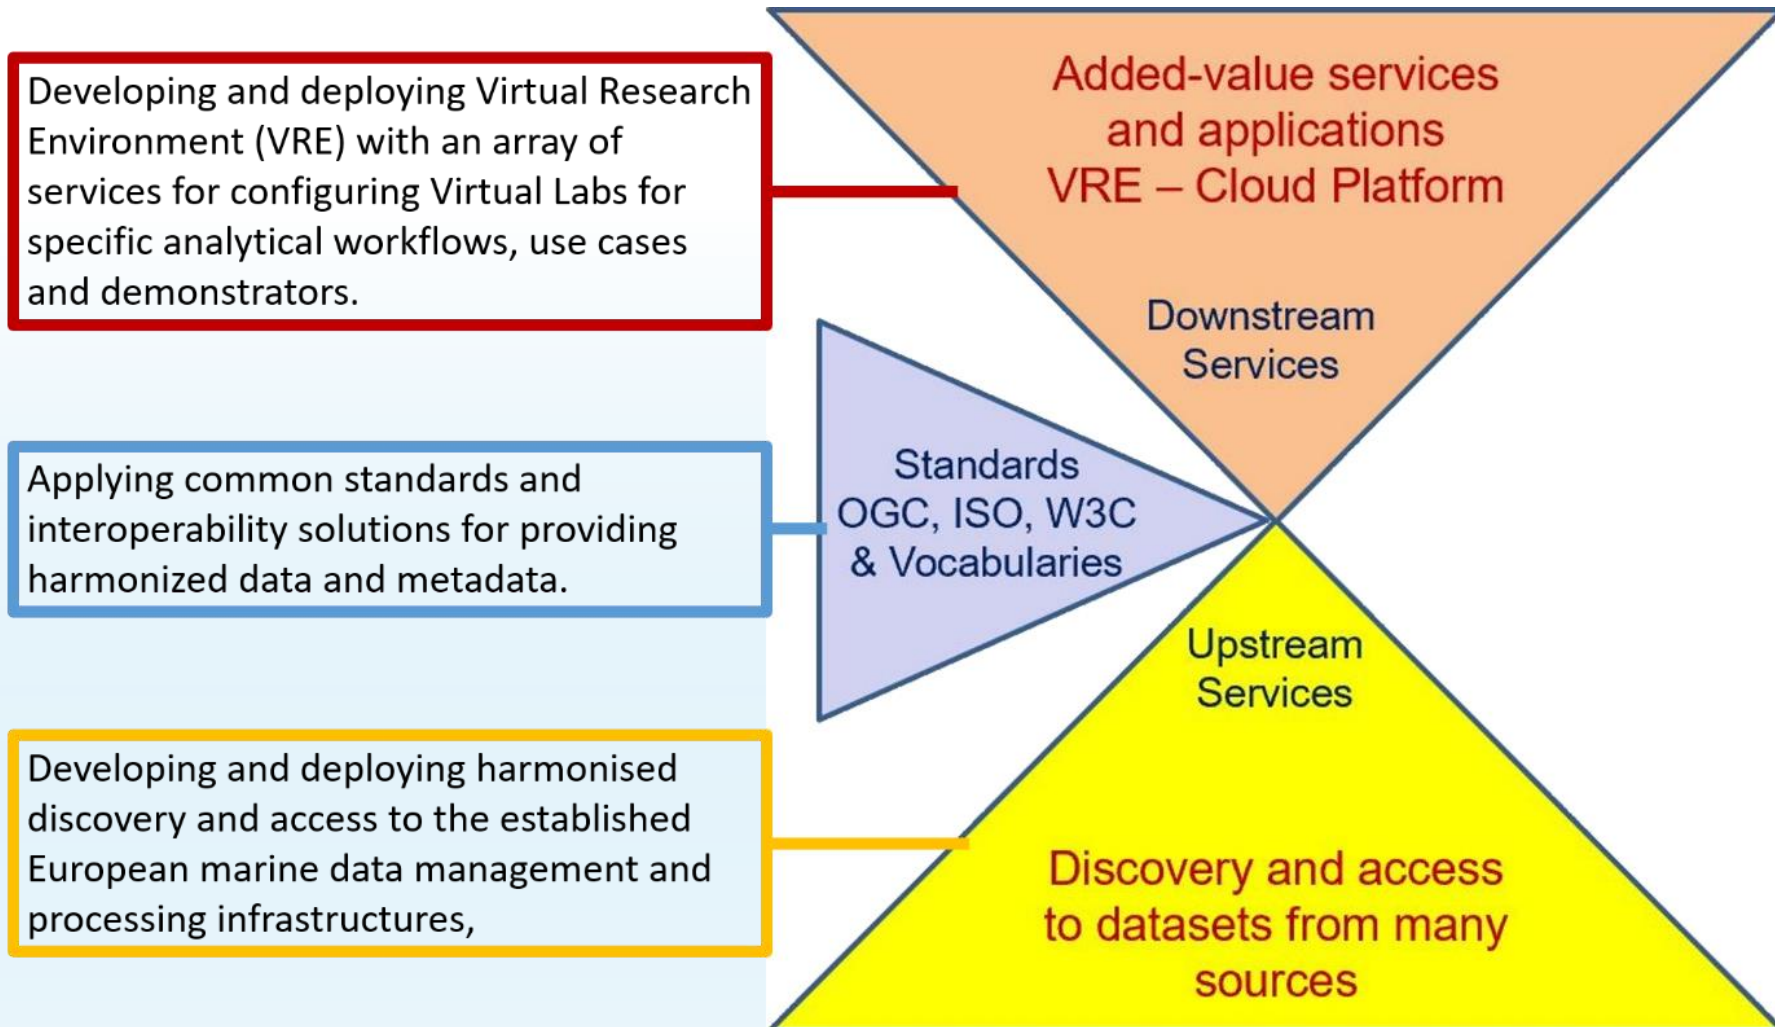 Developing and deploying Virtual Research
Environment (VRE) with an array of
services for configuring Virtual Labs for
specific analytical workflows, use cases
and demonstrators.
Added-value services
and applications
VRE – Cloud Platform
Downstream
Services
Applying common standards and
interoperability solutions for providing
harmonized data and metadata.
Standards
OGC, ISO, W3C
& Vocabularies
Upstream
Services
Developing and deploying harmonised
discovery and access to the established
European marine data management and
processing infrastructures,
Discovery and access
to datasets from many
sources